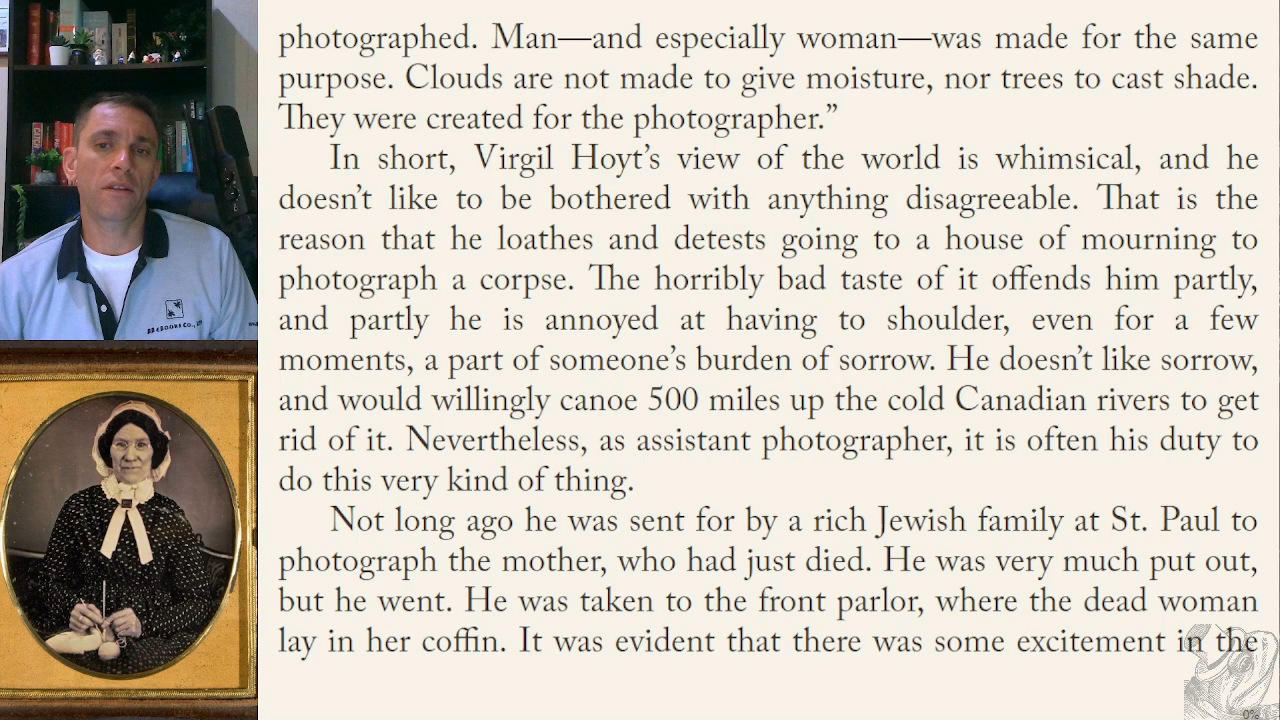 photographed. Man—and especially woman—was made for the same
purpose. Clouds are not made to give moisture, nor trees to cast shade.
They were created for the photographer.”
In short, Virgil Hoyt’s view of the world is whimsical, and he
doesn’t like to be bothered with anything disagreeable. That is the
reason that he loathes and detests going to a house of mourning to
photograph a corpse. The horribly bad taste of it offends him partly,
and partly he is annoyed at having to shoulder, even for a few
moments, a part of someone’s burden of sorrow. He doesn’t like sorrow,
and would willingly canoe 500 miles up the cold Canadian rivers to get
rid of it. Nevertheless, as assistant photographer, it is often his duty to
do this very kind of thing.
Not long ago he was sent for by a rich Jewish family at St. Paul to
photograph the mother, who had just died. He was very much put out,
but he went. He was taken to the front parlor, where the dead woman
lay in her coffin. It was evident that there was some excitement in the
0%